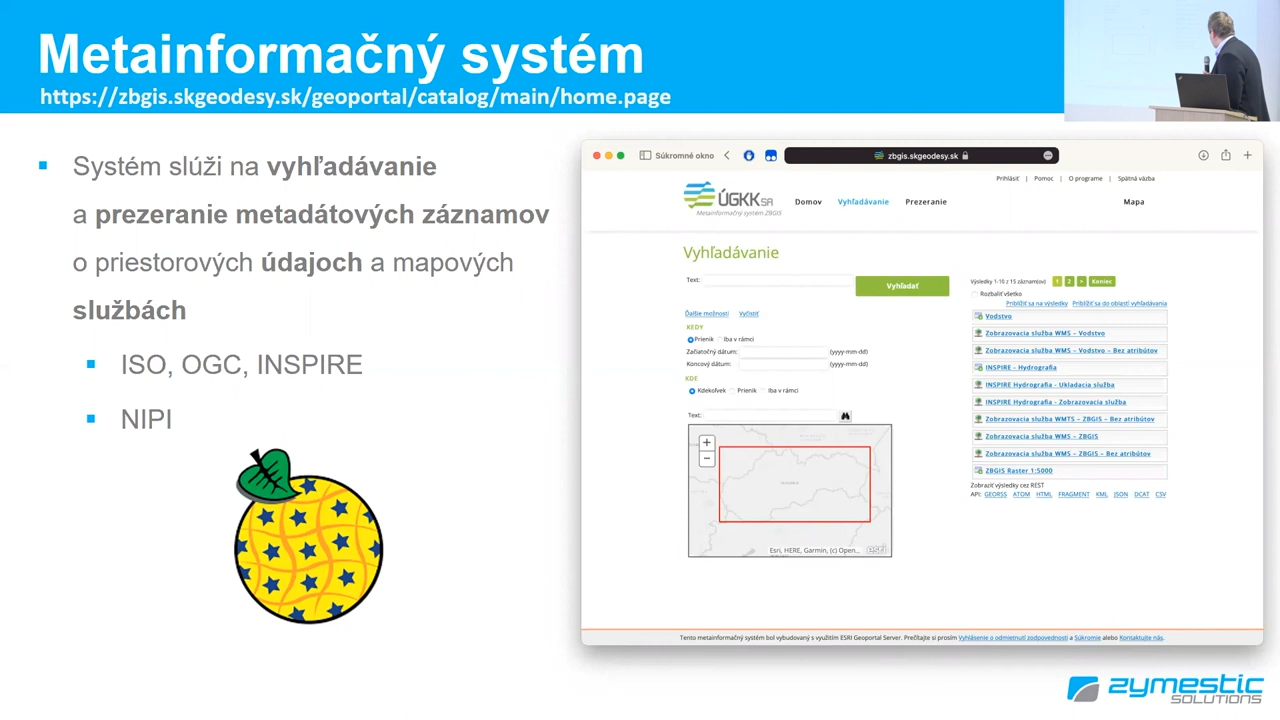 Metainformačný systém
https://zbgis.skgeodesy.sk/geoportal/catalog/main/home.page
Systém slúži na vyhľadávanie
a prezeranie metadátových záznamov
o priestorových údajoch a mapových
službách
ISO, OGC, INSPIRE
NIPI
Súkromné okno
zbgis.skgeodesy.sk
Prihlásiť | Pomoc | O programe | Spätná väzba
ÚGKK SR
Metainformačný systém ZBGIS
Domov Vyhľadávanie Prezeranie Mapa
Vyhľadávanie
Text:
Vyhľadať
Ďalšie možnosti Vyčistiť
KEDY
Prienik Iba v rámci
Začiatočný dátum: (yyyy-mm-dd)
Koncový dátum: (yyyy-mm-dd)
KDE
Kdekoľvek Prienik Iba v rámci
Text:
+
−
Esri, HERE, Garmin, (c) Open...
esri
Výsledky 1-10 z 15 záznam(ov) 1 2 > Koniec
Rozbaliť všetko
Priblížiť sa na výsledky Priblížiť sa do oblasti vyhľadávania
Vodstvo
Zobrazovacia služba WMS – Vodstvo
Zobrazovacia služba WMS – Vodstvo – Bez atribútov
INSPIRE - Hydrografia
INSPIRE Hydrografia - Ukladacia služba
INSPIRE Hydrografia - Zobrazovacia služba
Zobrazovacia služba WMTS – ZBGIS – Bez atribútov
Zobrazovacia služba WMS – ZBGIS
Zobrazovacia služba WMS – ZBGIS – Bez atribútov
ZBGIS Raster 1:5000
Zobraziť výsledky cez REST
API: GEORSS ATOM HTML FRAGMENT KML JSON DCAT CSV
Tento metainformačný systém bol vybudovaný s využitím ESRI Geoportal Server. Prečítajte si prosím Vyhlásenie o odmietnutí zodpovednosti a Súkromie alebo Kontaktujte nás.
zymestic
SOLUTIONS